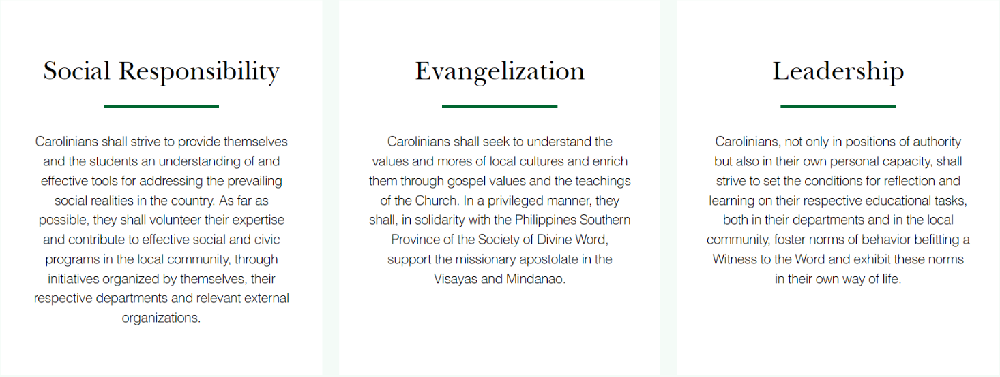 Social Responsibility
Carolinians shall strive to provide themselves
and the students an understanding of and
effective tools for addressing the prevailing
social realities in the country. As far as
possible, they shall volunteer their expertise
and contribute to effective social and civic
programs in the local community, through
initiatives organized by themselves, their
respective departments and relevant external
organizations.
Evangelization
Carolinians shall seek to understand the
values and mores of local cultures and enrich
them through gospel values and the teachings
of the Church. In a privileged manner, they
shall, in solidarity with the Philippines Southern
Province of the Society of Divine Word,
support the missionary apostolate in the
Visayas and Mindanao.
Leadership
Carolinians, not only in positions of authority
but also in their own personal capacity, shall
strive to set the conditions for reflection and
learning on their respective educational tasks,
both in their departments and in the local
community, foster norms of behavior befitting a
Witness to the Word and exhibit these norms
in their own way of life.